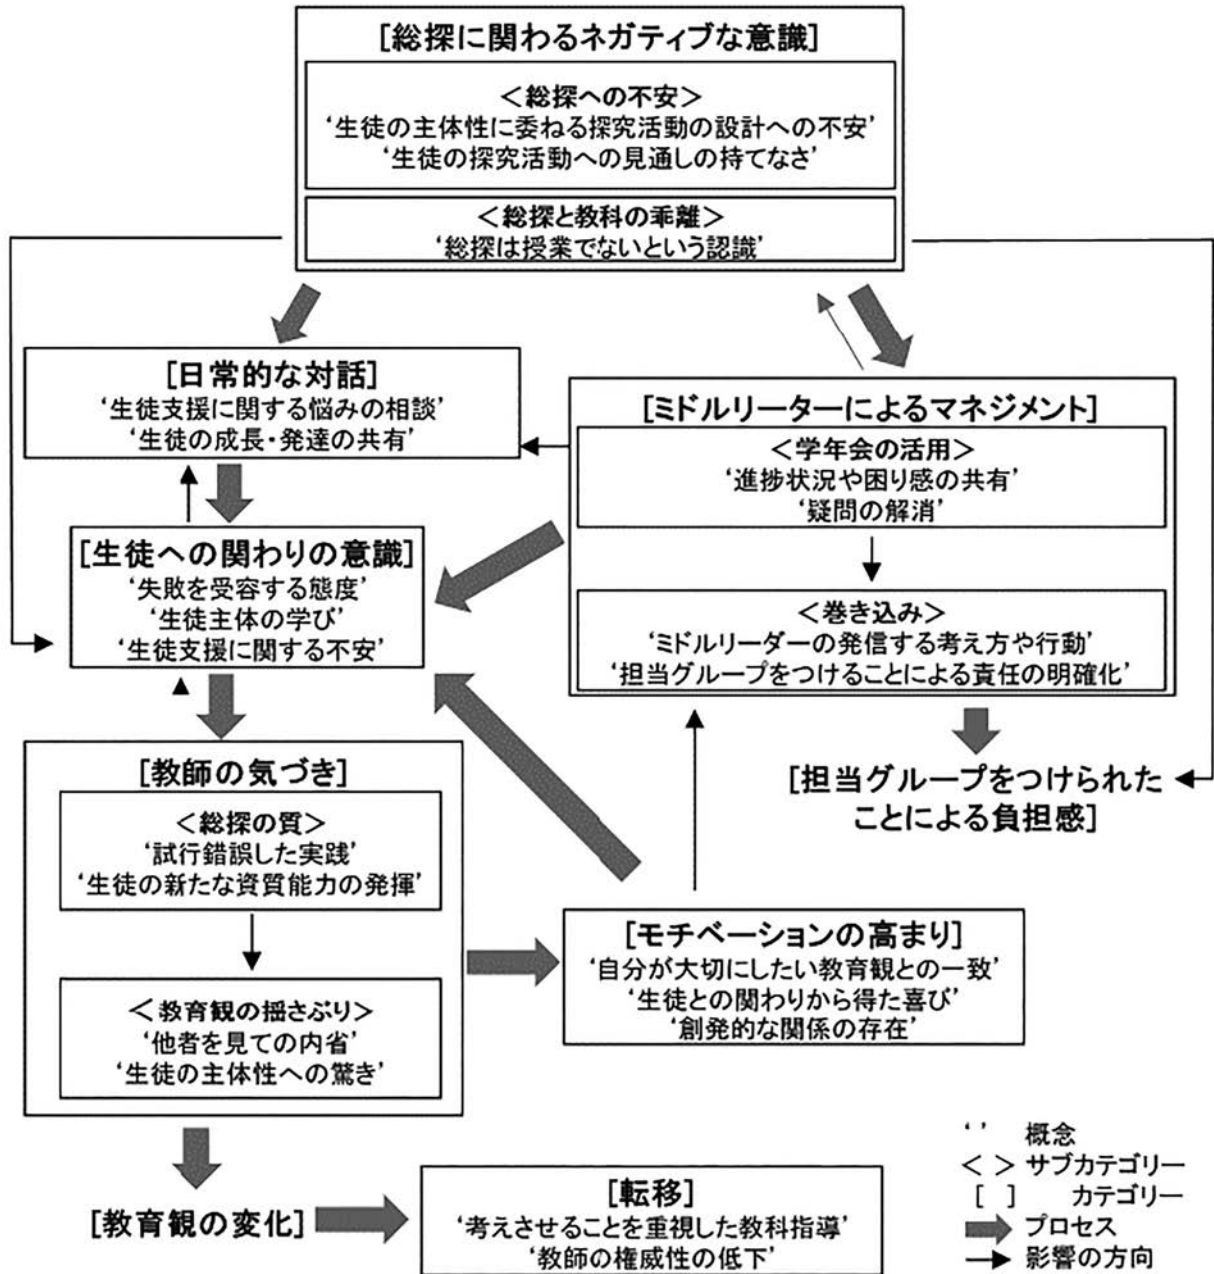 [総探に関わるネガティブな意識]
＜総探への不安＞
‘生徒の主体性に委ねる探究活動の設計への不安’
‘生徒の探究活動への見通しの持てなさ’
＜総探と教科の乖離＞
‘総探は授業でないという認識’
[日常的な対話]
‘生徒支援に関する悩みの相談’
‘生徒の成長・発達の共有’
[ミドルリーターによるマネジメント]
＜学年会の活用＞
‘進捗状況や困り感の共有’
‘疑問の解消’
＜巻き込み＞
‘ミドルリーダーの発信する考え方や行動’
‘担当グループをつけることによる責任の明確化’
[生徒への関わりの意識]
‘失敗を受容する態度’
‘生徒主体の学び’
‘生徒支援に関する不安’
[担当グループをつけられた
ことによる負担感]
[教師の気づき]
＜総探の質＞
‘試行錯誤した実践’
‘生徒の新たな資質能力の発揮’
＜教育観の揺さぶり＞
‘他者を見ての内省’
‘生徒の主体性への驚き’
[モチベーションの高まり]
‘自分が大切にしたい教育観との一致’
‘生徒との関わりから得た喜び’
‘創発的な関係の存在’
[教育観の変化]
[転移]
‘考えさせることを重視した教科指導’
‘教師の権威性の低下’
‘ ’ 概念
＜ ＞ サブカテゴリー
[ ] カテゴリー
プロセス
影響の方向